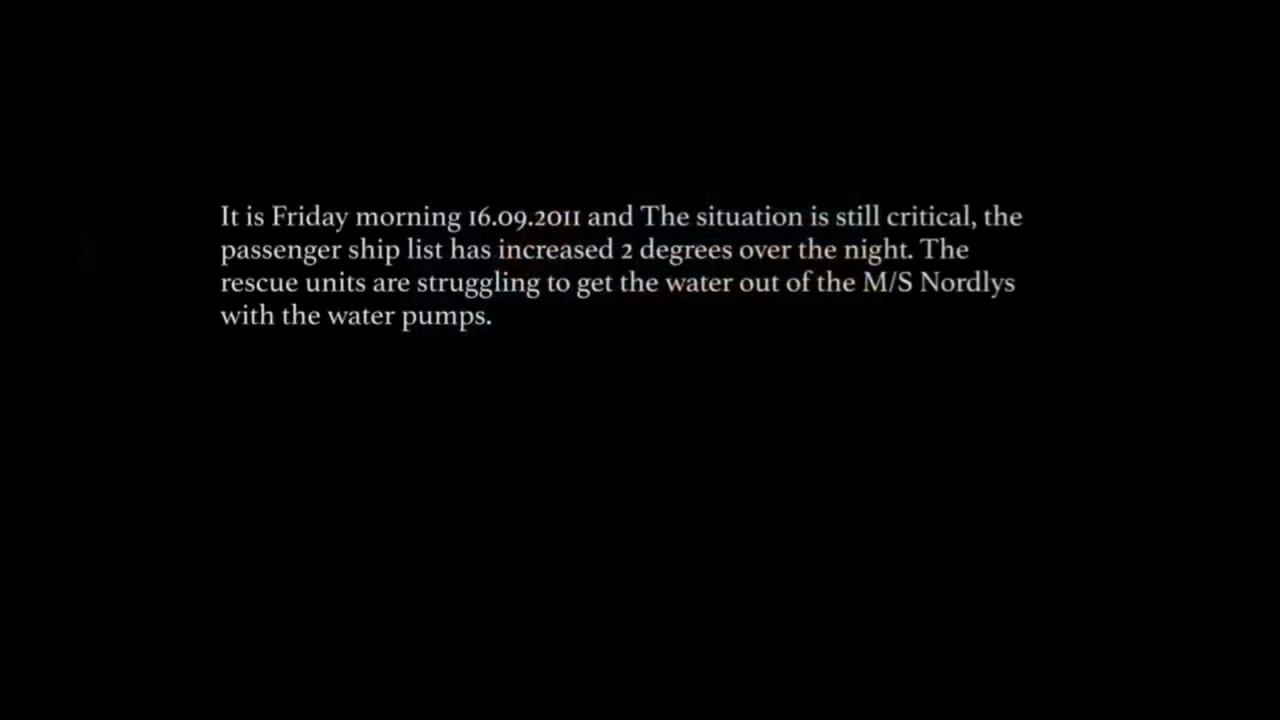 It is Friday morning 16.09.2011 and The situation is still critical, the
passenger ship list has increased 2 degrees over the night. The
rescue units are struggling to get the water out of the M/S Nordlys
with the water pumps.